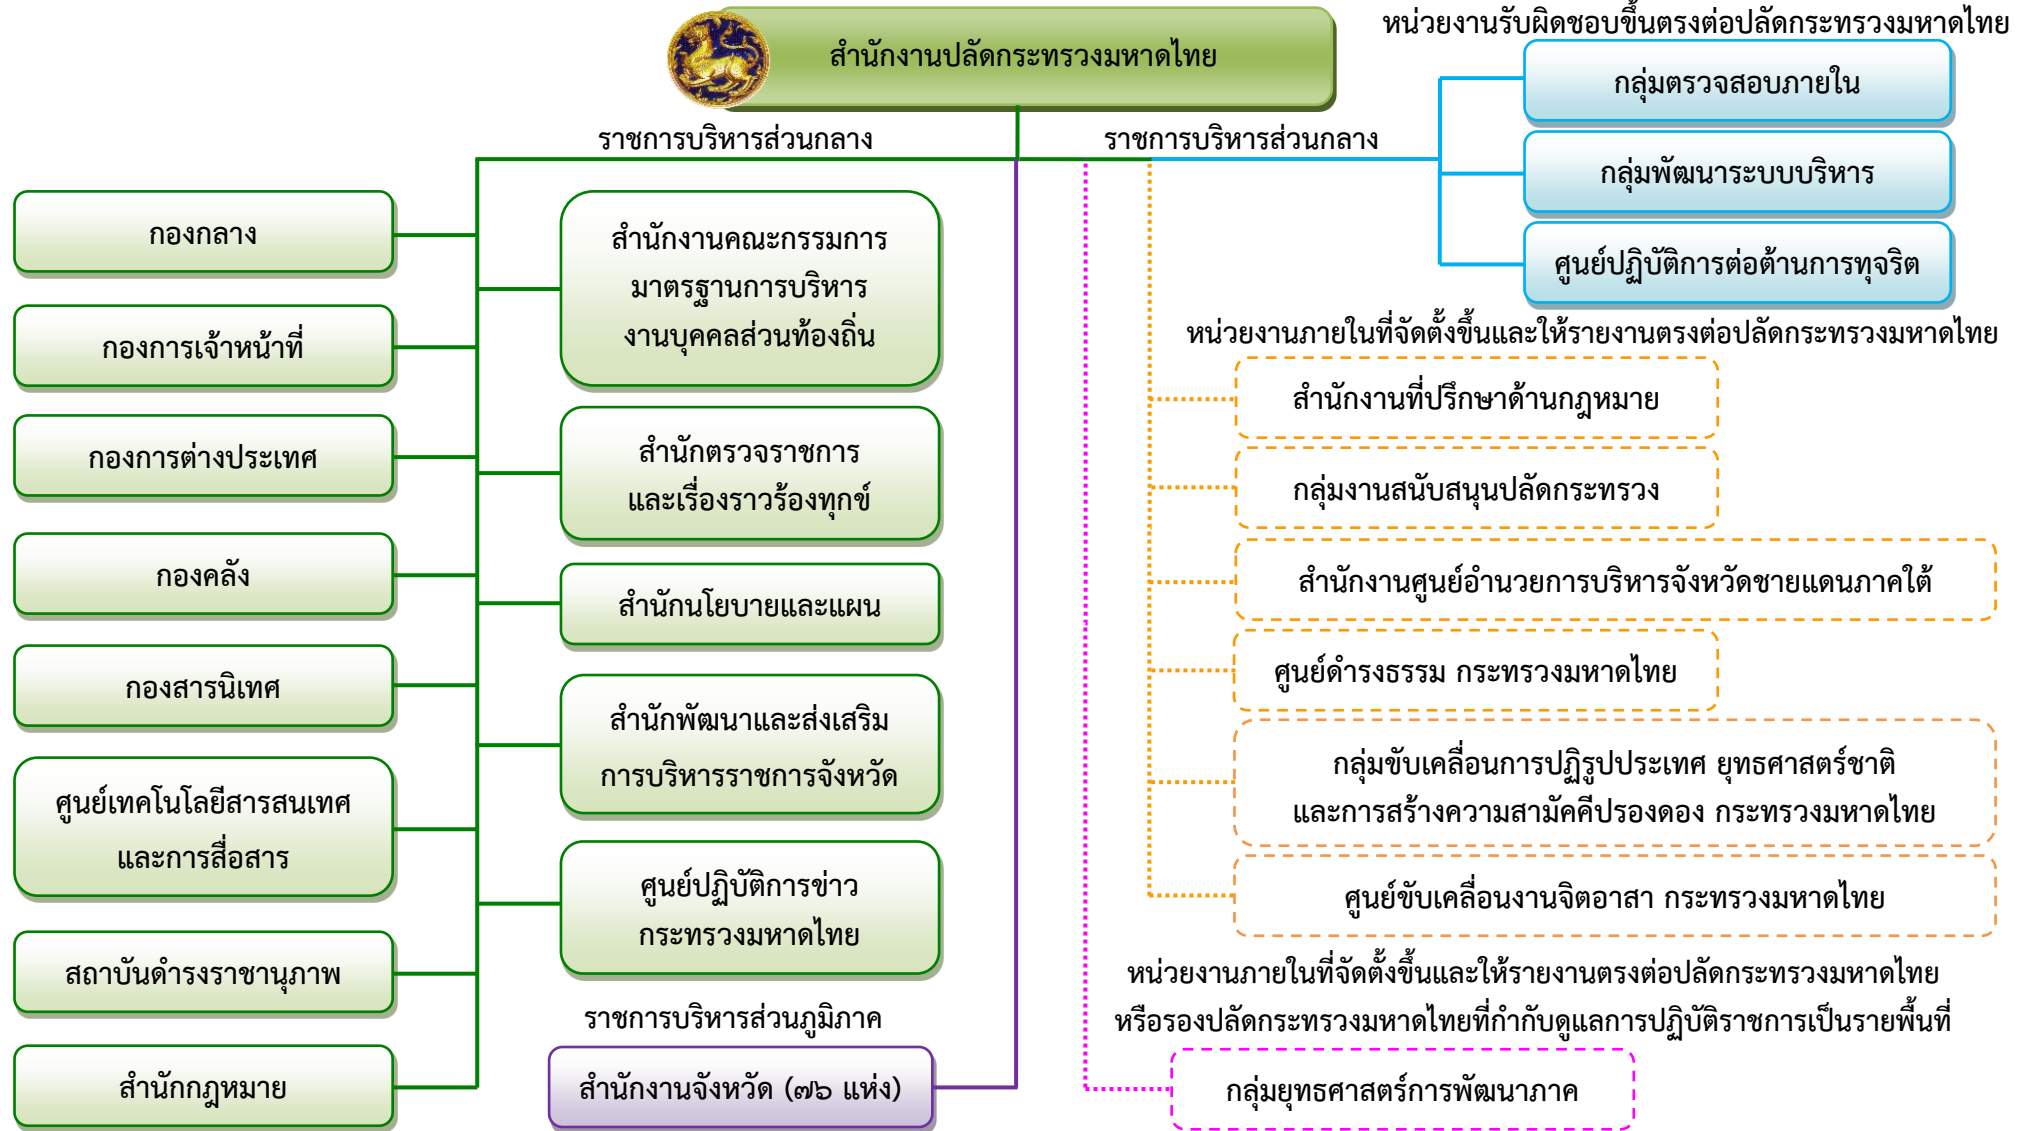 สำนักงานปลัดกระทรวงมหาดไทย
ราชการบริหารส่วนกลาง
กองกลาง
กองการเจ้าหน้าที่
กองการต่างประเทศ
กองคลัง
กองสารนิเทศ
ศูนย์เทคโนโลยีสารสนเทศ
และการสื่อสาร
สถาบันดำรงราชานุภาพ
สำนักกฎหมาย
สำนักงานคณะกรรมการ
มาตรฐานการบริหาร
งานบุคคลส่วนท้องถิ่น
สำนักตรวจราชการ
และเรื่องราวร้องทุกข์
สำนักนโยบายและแผน
สำนักพัฒนาและส่งเสริม
การบริหารราชการจังหวัด
ศูนย์ปฏิบัติการข่าว
กระทรวงมหาดไทย
ราชการบริหารส่วนภูมิภาค
สำนักงานจังหวัด (๗๖ แห่ง)
ราชการบริหารส่วนกลาง
หน่วยงานรับผิดชอบขึ้นตรงต่อปลัดกระทรวงมหาดไทย
กลุ่มตรวจสอบภายใน
กลุ่มพัฒนาระบบบริหาร
ศูนย์ปฏิบัติการต่อต้านการทุจริต
หน่วยงานภายในที่จัดตั้งขึ้นและให้รายงานตรงต่อปลัดกระทรวงมหาดไทย
สำนักงานที่ปรึกษาด้านกฎหมาย
กลุ่มงานสนับสนุนปลัดกระทรวง
สำนักงานศูนย์อำนวยการบริหารจังหวัดชายแดนภาคใต้
ศูนย์ดำรงธรรม กระทรวงมหาดไทย
กลุ่มขับเคลื่อนการปฏิรูปประเทศ ยุทธศาสตร์ชาติ
และการสร้างความสามัคคีปรองดอง กระทรวงมหาดไทย
ศูนย์ขับเคลื่อนงานจิตอาสา กระทรวงมหาดไทย
หน่วยงานภายในที่จัดตั้งขึ้นและให้รายงานตรงต่อปลัดกระทรวงมหาดไทย
หรือรองปลัดกระทรวงมหาดไทยที่กำกับดูแลการปฏิบัติราชการเป็นรายพื้นที่
กลุ่มยุทธศาสตร์การพัฒนาภาค